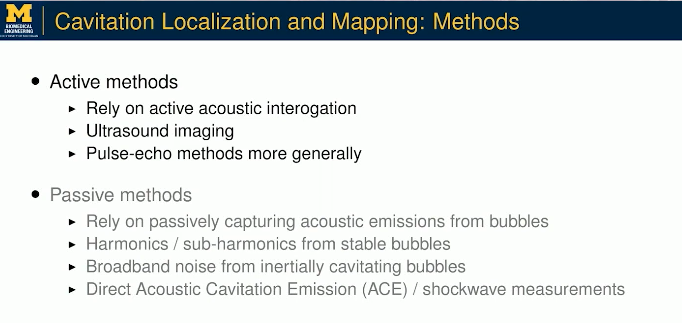 M
BIOMEDICAL
ENGINEERING
Cavitation Localization and Mapping: Methods
Active methods
Rely on active acoustic interogation
Ultrasound imaging
Pulse-echo methods more generally
Passive methods
Rely on passively capturing acoustic emissions from bubbles
Harmonics / sub-harmonics from stable bubbles
Broadband noise from inertially cavitating bubbles
Direct Acoustic Cavitation Emission (ACE) / shockwave measurements